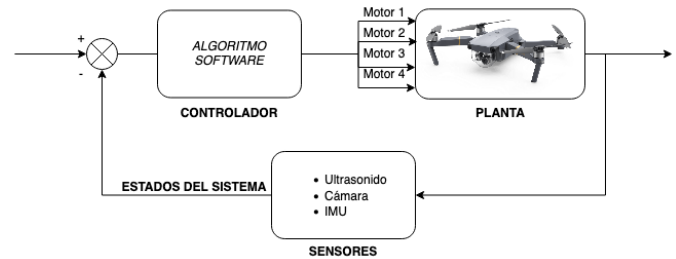 +
-
ALGORITMO
SOFTWARE
CONTROLADOR
Motor 1
Motor 2
Motor 3
Motor 4
PLANTA
ESTADOS DEL SISTEMA
• Ultrasonido
• Cámara
• IMU
SENSORES